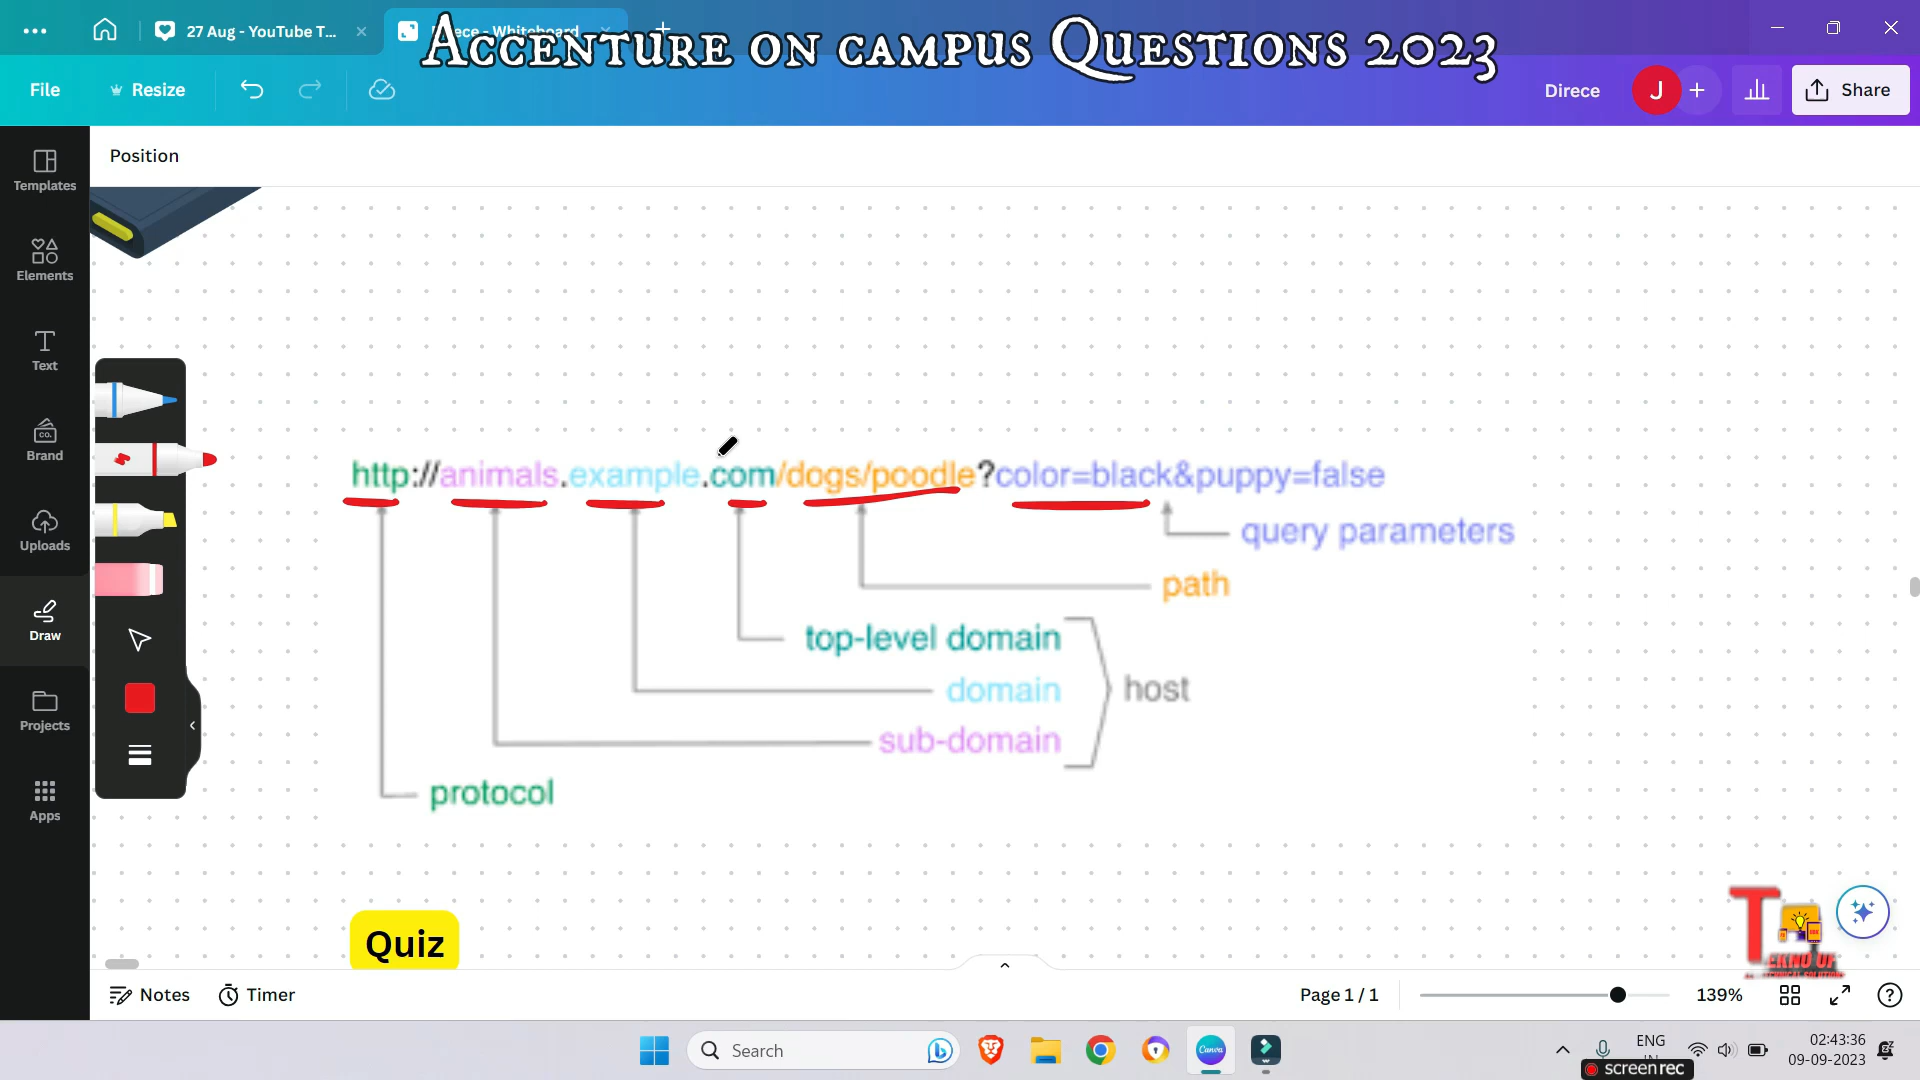 27 Aug - YouTube T...
Accenture on campus Questions 2023
File
Resize
Direce
J
Share
Position
Templates
Elements
Text
CO.
Brand
Uploads
Draw
Projects
Apps
http://animals.example.com/dogs/poodle?color=black&puppy=false
query parameters
path
top-level domain
domain
host
sub-domain
protocol
Quiz
Notes
Timer
Page 1 / 1
139%
Search
Canva
ENG
02:43:36
09-09-2023
screenrec